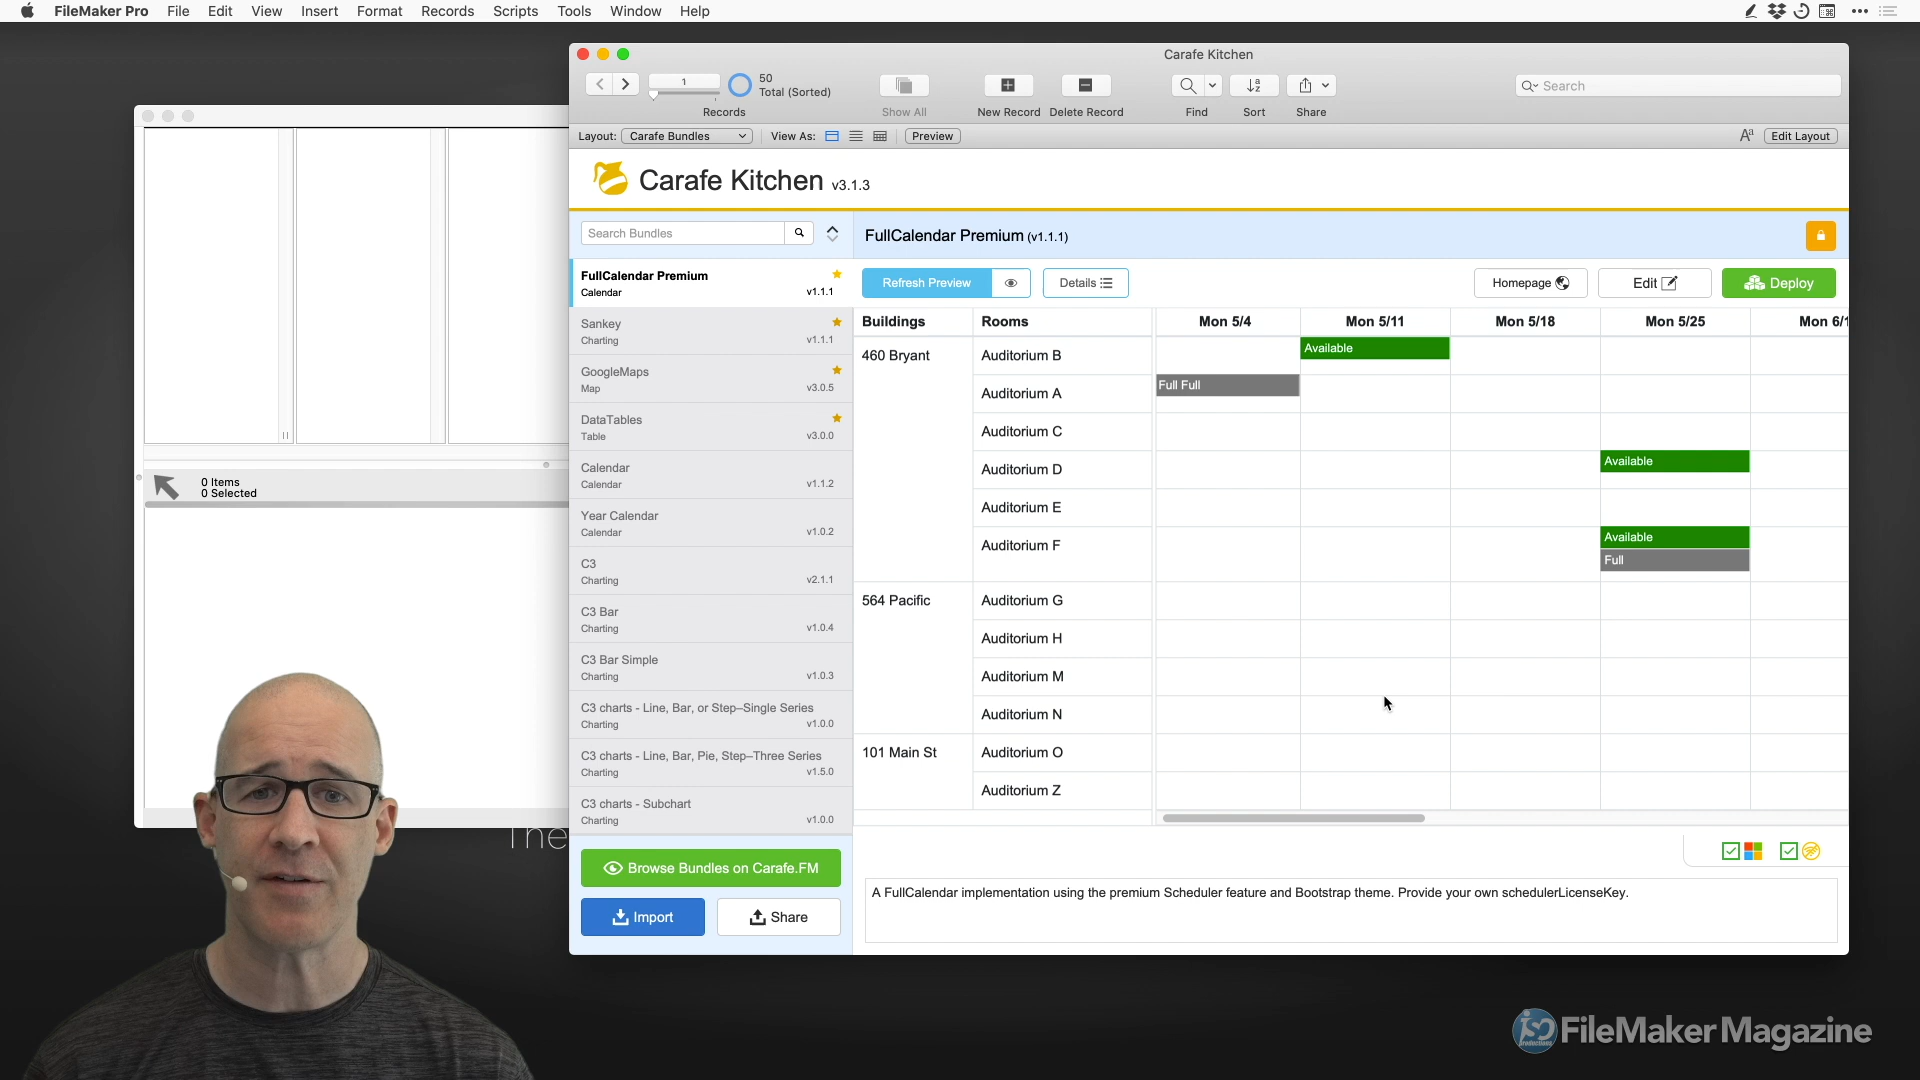 FileMaker Pro File Edit View Insert Format Records Scripts Tools Window Help
Carafe Kitchen
1
50
Total (Sorted)
Records
Show All
New Record
Delete Record
Find
Sort
Share
Search
Layout: Carafe Bundles View As: Preview
Aa Edit Layout
Carafe Kitchen v3.1.3
Search Bundles
FullCalendar Premium (v1.1.1)
FullCalendar Premium
Calendar v1.1.1
Sankey
Charting v1.1.1
GoogleMaps
Map v3.0.5
DataTables
Table v3.0.0
Calendar
Calendar v1.1.2
Year Calendar
Calendar v1.0.2
C3
Charting v2.1.1
C3 Bar
Charting v1.0.4
C3 Bar Simple
Charting v1.0.3
C3 charts - Line, Bar, or Step–Single Series
Charting v1.0.0
C3 charts - Line, Bar, Pie, Step–Three Series
Charting v1.5.0
C3 charts - Subchart
Charting v1.0.0
Browse Bundles on Carafe.FM
Import
Share
Refresh Preview
Details
Homepage
Edit
Deploy
Buildings Rooms Mon 5/4 Mon 5/11 Mon 5/18 Mon 5/25 Mon 6/1
460 Bryant Auditorium B Available
Auditorium A Full Full
Auditorium C
Auditorium D Available
Auditorium E
Auditorium F Available
Full
564 Pacific Auditorium G
Auditorium H
Auditorium M
Auditorium N
101 Main St Auditorium O
Auditorium Z
A FullCalendar implementation using the premium Scheduler feature and Bootstrap theme. Provide your own schedulerLicenseKey.
0 Items
0 Selected
The
iso productions FileMaker Magazine